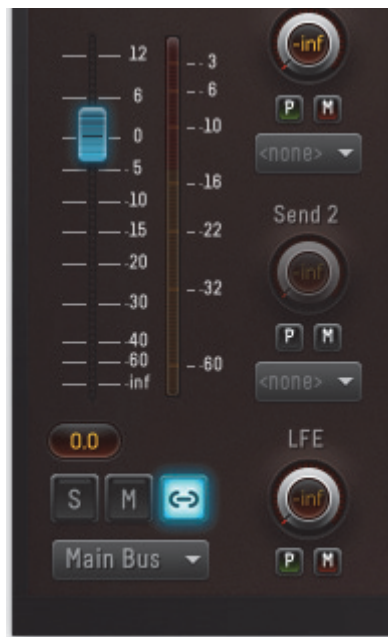 12
6
0
-5
-10
-15
-20
-30
-40
-60
-inf
-3
-6
-10
-16
-22
-32
-60
0.0
S M
Main Bus
-inf
P M
<none>
Send 2
-inf
P M
<none>
LFE
-inf
P M